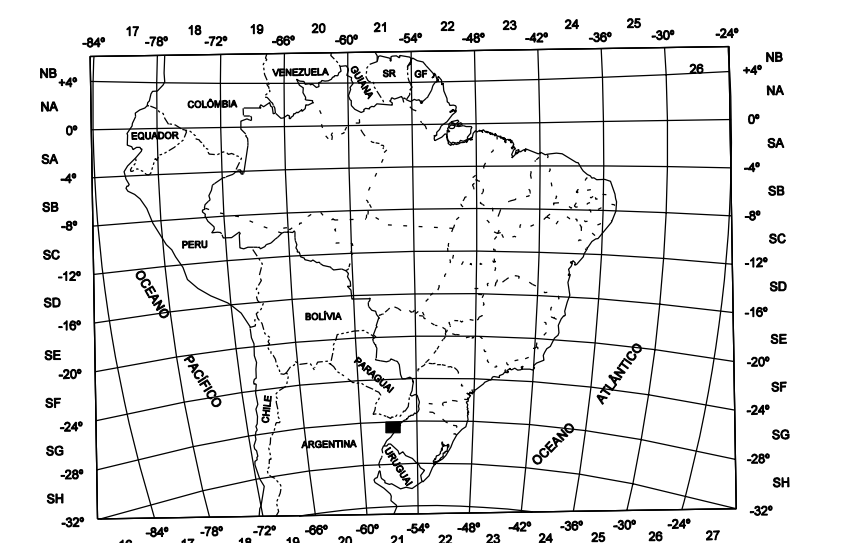 17 18 19 20 21 22 23 24 25
-84° -78° -72° -66° -60° -54° -48° -42° -36° -30° -24°
NB NB
+4° +4°
26
VENEZUELA GUIANA SR GF
NA NA
COLÔMBIA
0° 0°
EQUADOR
SA SA
-4° -4°
SB SB
-8° -8°
PERU
SC SC
-12° -12°
OCEANO
SD SD
BOLÍVIA
-16° -16°
SE SE
PACÍFICO PARAGUAI ATLÂNTICO
-20° -20°
SF SF
CHILE
-24° -24°
ARGENTINA OCEANO
SG SG
URUGUAI
-28° -28°
SH SH
-32° -32°
-84° -78° -72° -66° -60° -54° -48° -42° -36° -30° -24°
17 18 19 20 21 22 23 24 25 26 27